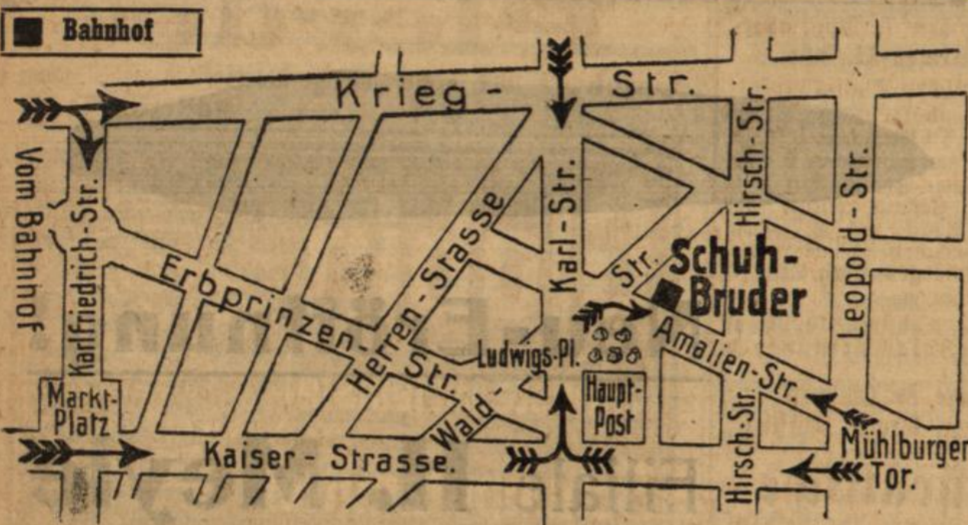 Bahnhof
Krieg-
Str.
Hirsch-Str.
Vom Bahnhof
Karlfriedrich-Str.
Erbprinzen-
Str.
Herren-Strasse
Karl-Str.
Leopold-Str.
Str.
Schuh-
Bruder
Amalien-Str.
Ludwigs-Pl.
Wald-
Haupt-
Post
Markt-
Platz
Kaiser-Strasse.
Hirsch-Str.
Mühlburger
Tor.